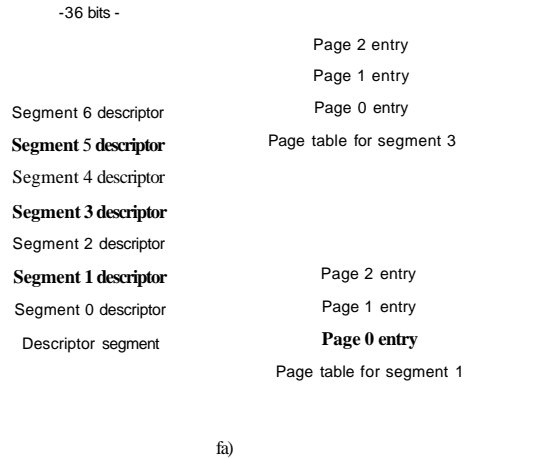 -36 bits -
Page 2 entry
Page 1 entry
Page 0 entry
Page table for segment 3
Segment 6 descriptor
Segment 5 descriptor
Segment 4 descriptor
Segment 3 descriptor
Segment 2 descriptor
Segment 1 descriptor
Segment 0 descriptor
Descriptor segment
Page 2 entry
Page 1 entry
Page 0 entry
Page table for segment 1
fa)